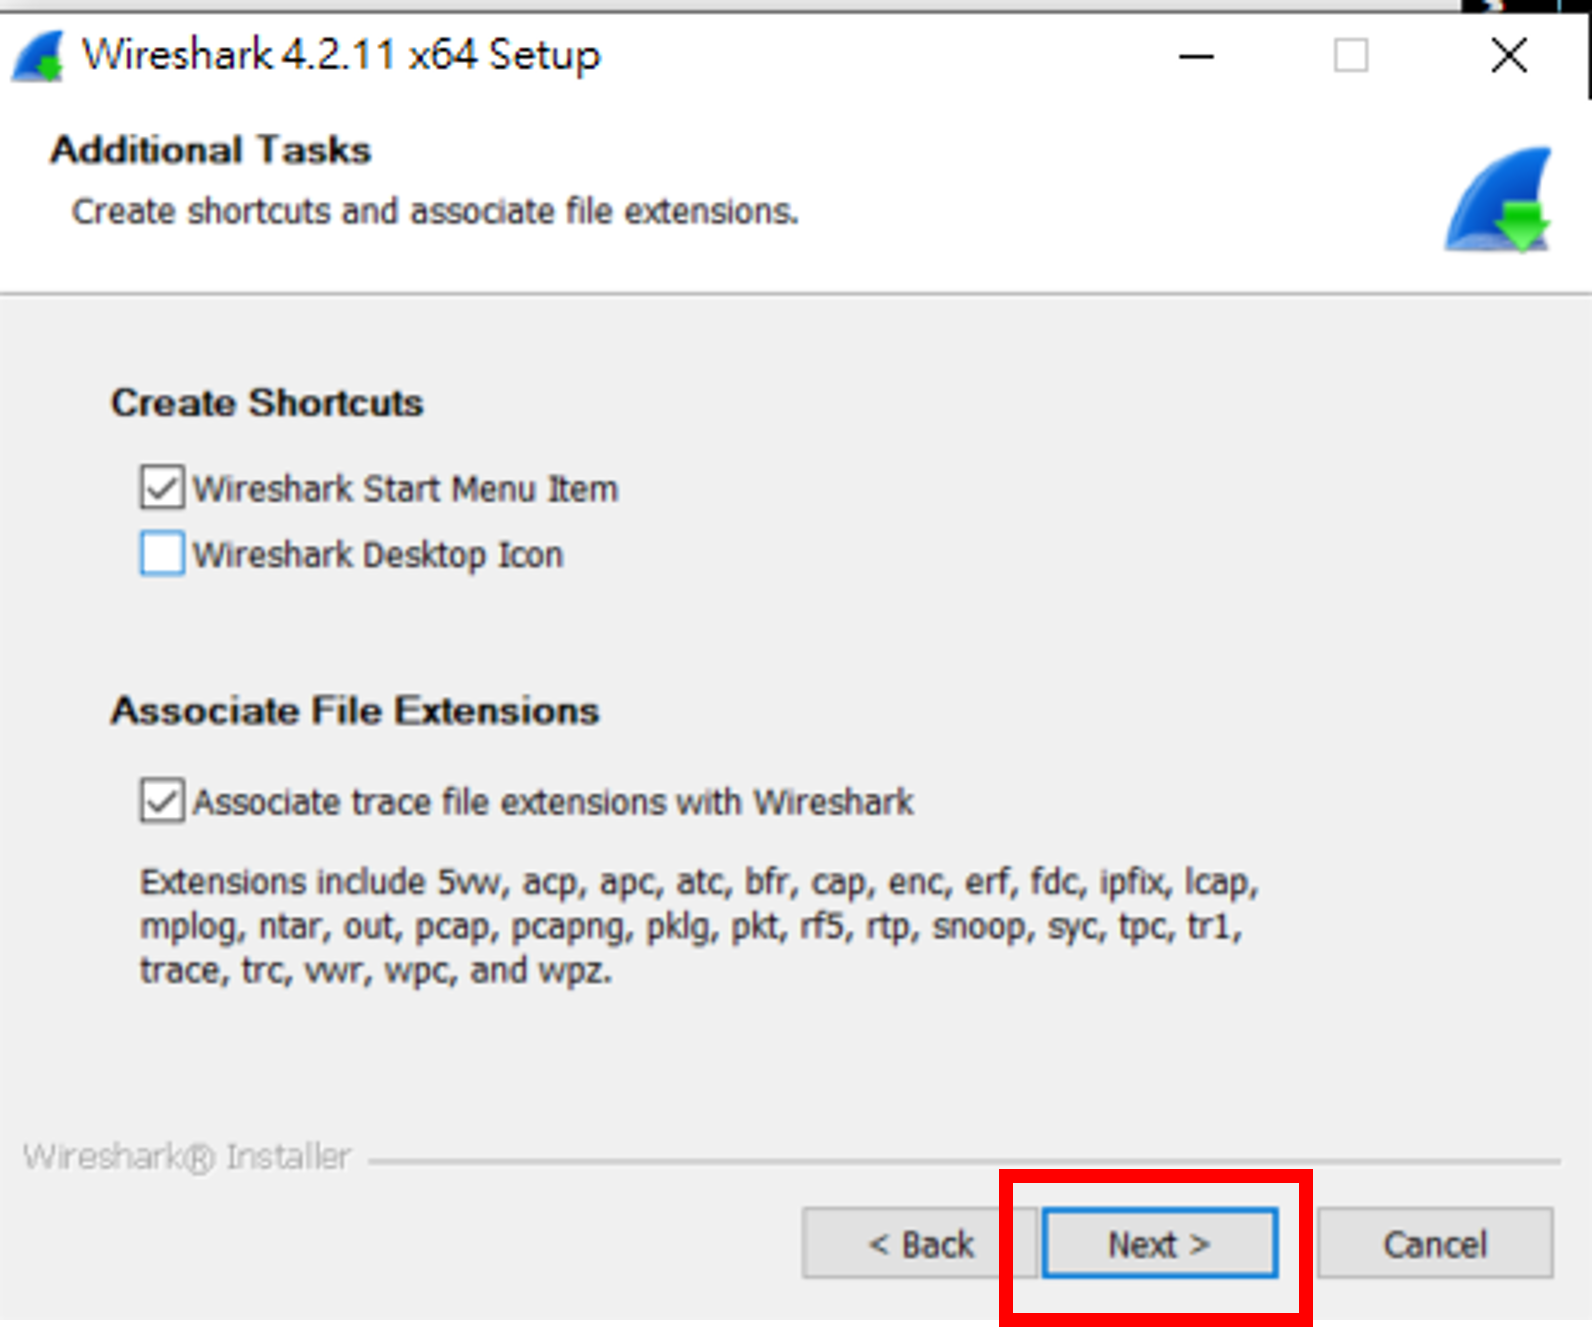 Wireshark 4.2.11 x64 Setup
Additional Tasks
Create shortcuts and associate file extensions.
Create Shortcuts
Wireshark Start Menu Item
Wireshark Desktop Icon
Associate File Extensions
Associate trace file extensions with Wireshark
Extensions include 5vw, acp, apc, atc, bfr, cap, enc, erf, fdc, ipfix, lcap,
mplog, ntar, out, pcap, pcapng, pklg, pkt, rf5, rtp, snoop, syc, tpc, tr1,
trace, trc, vwr, wpc, and wpz.
Wireshark® Installer
< Back
Next >
Cancel